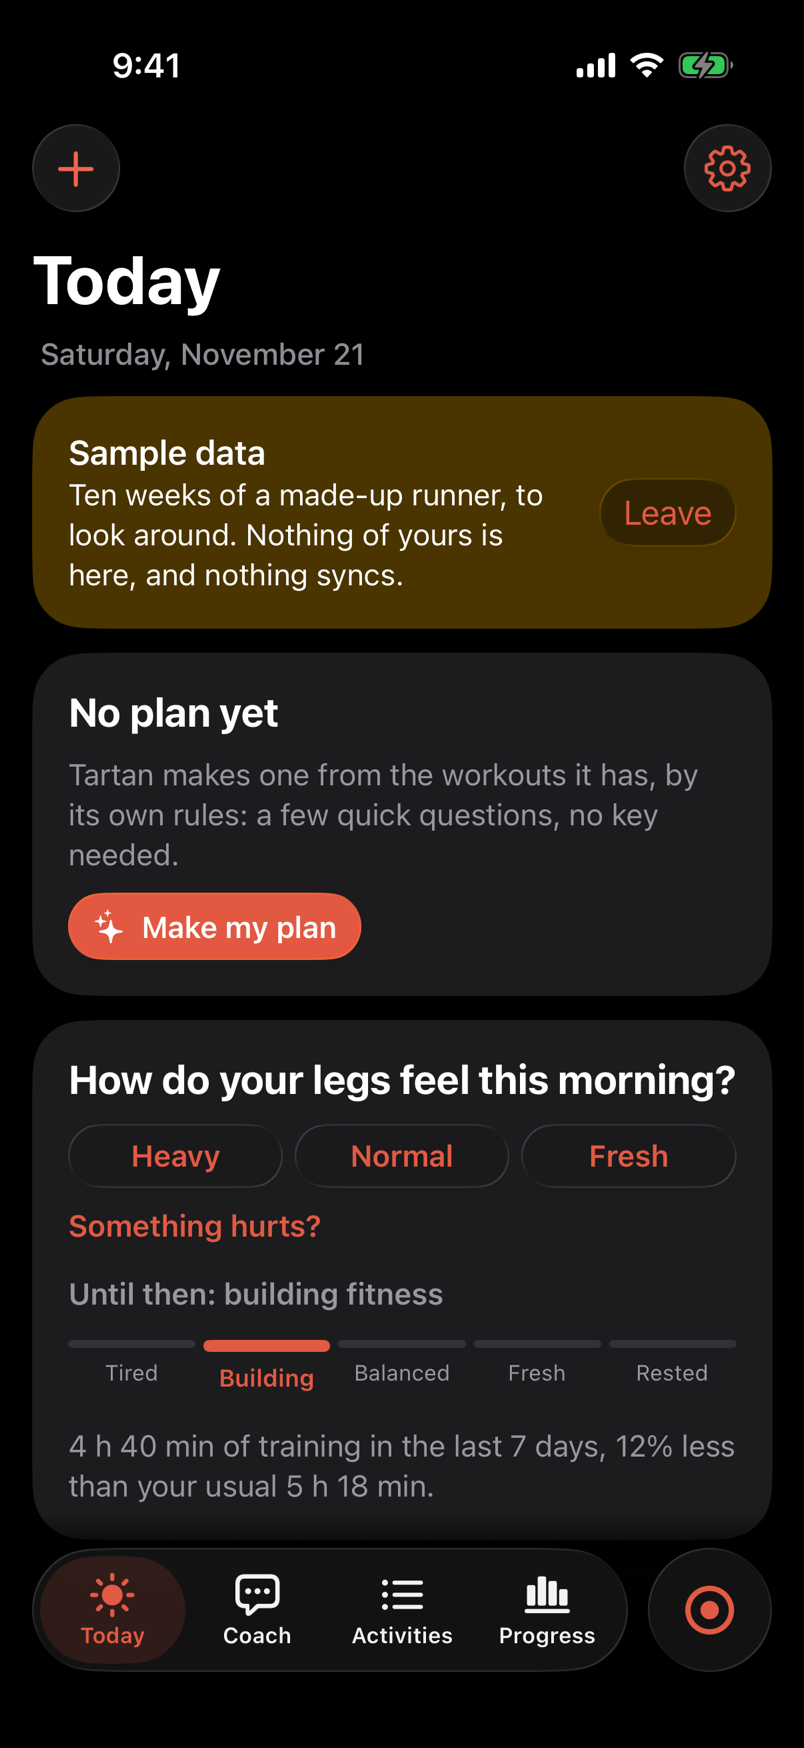 9:41
Today
Saturday, November 21
Sample data
Ten weeks of a made-up runner, to
look around. Nothing of yours is
here, and nothing syncs.
Leave
No plan yet
Tartan makes one from the workouts it has, by
its own rules: a few quick questions, no key
needed.
Make my plan
How do your legs feel this morning?
Heavy
Normal
Fresh
Something hurts?
Until then: building fitness
Tired
Building
Balanced
Fresh
Rested
4 h 40 min of training in the last 7 days, 12% less
than your usual 5 h 18 min.
Today
Coach
Activities
Progress